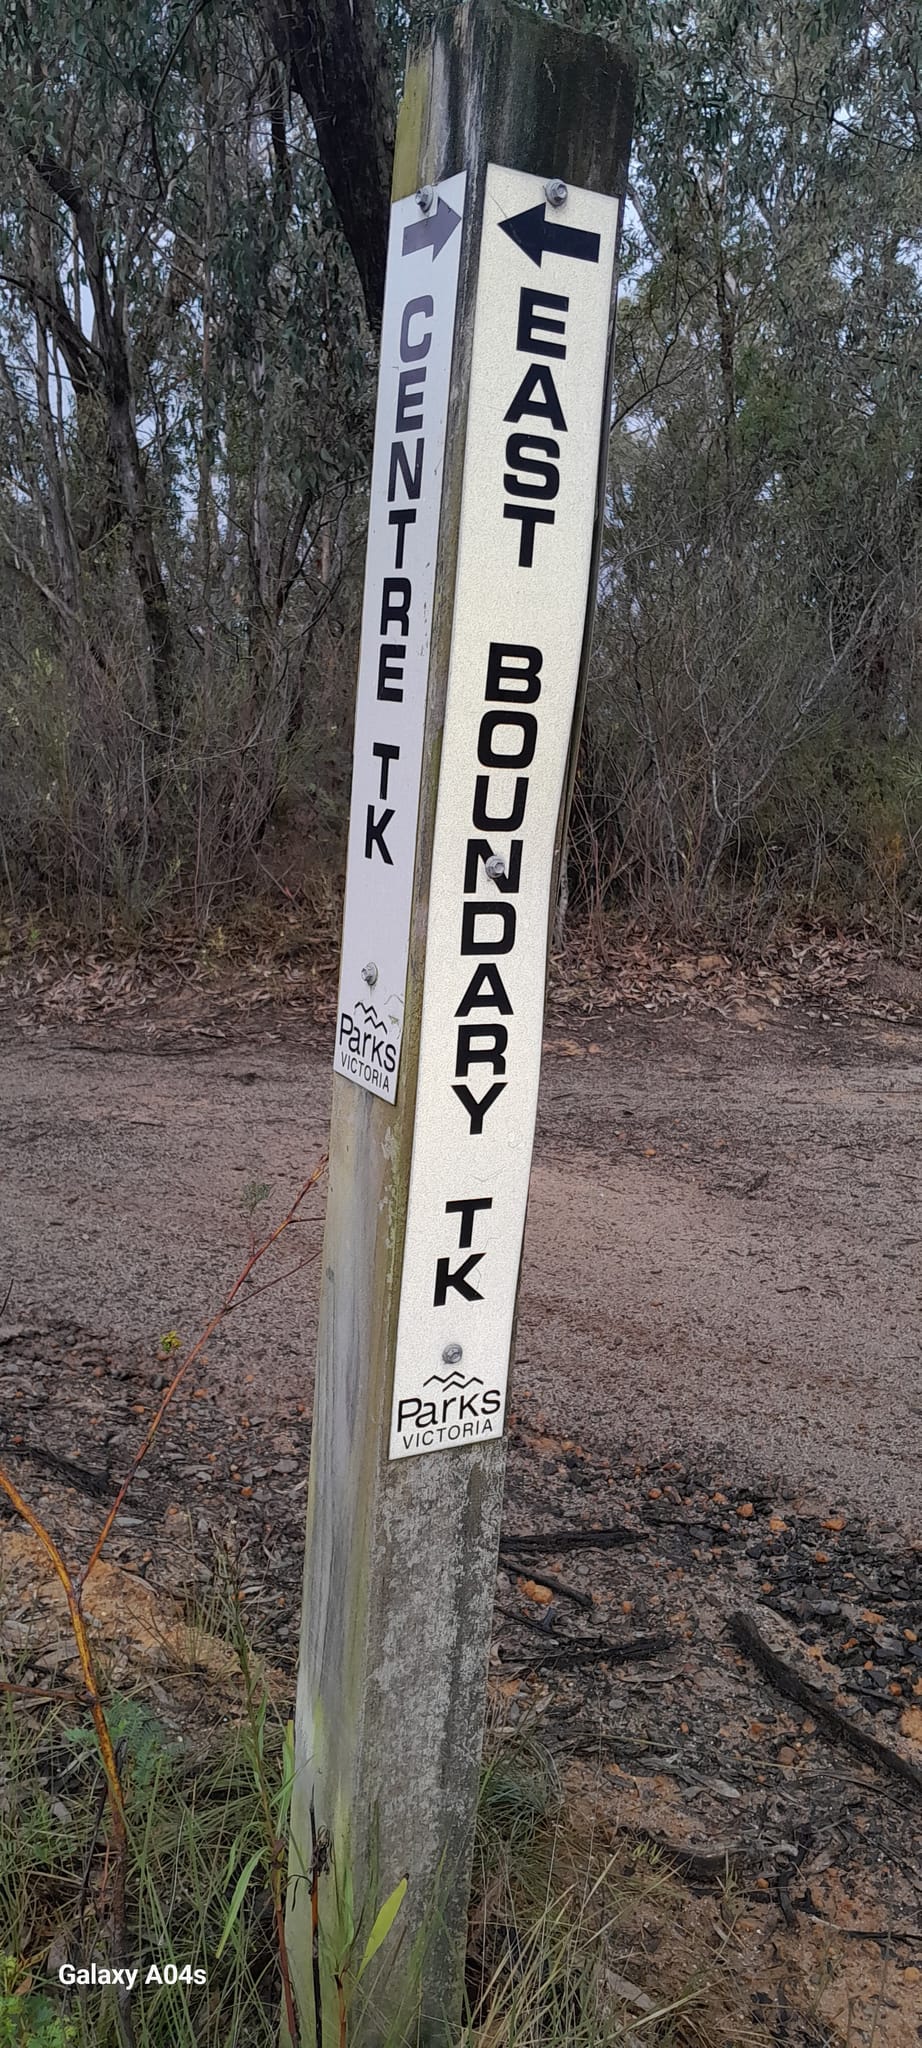 CENTRE TK
Parks
VICTORIA
EAST BOUNDARY TK
Parks
VICTORIA
Galaxy A04s